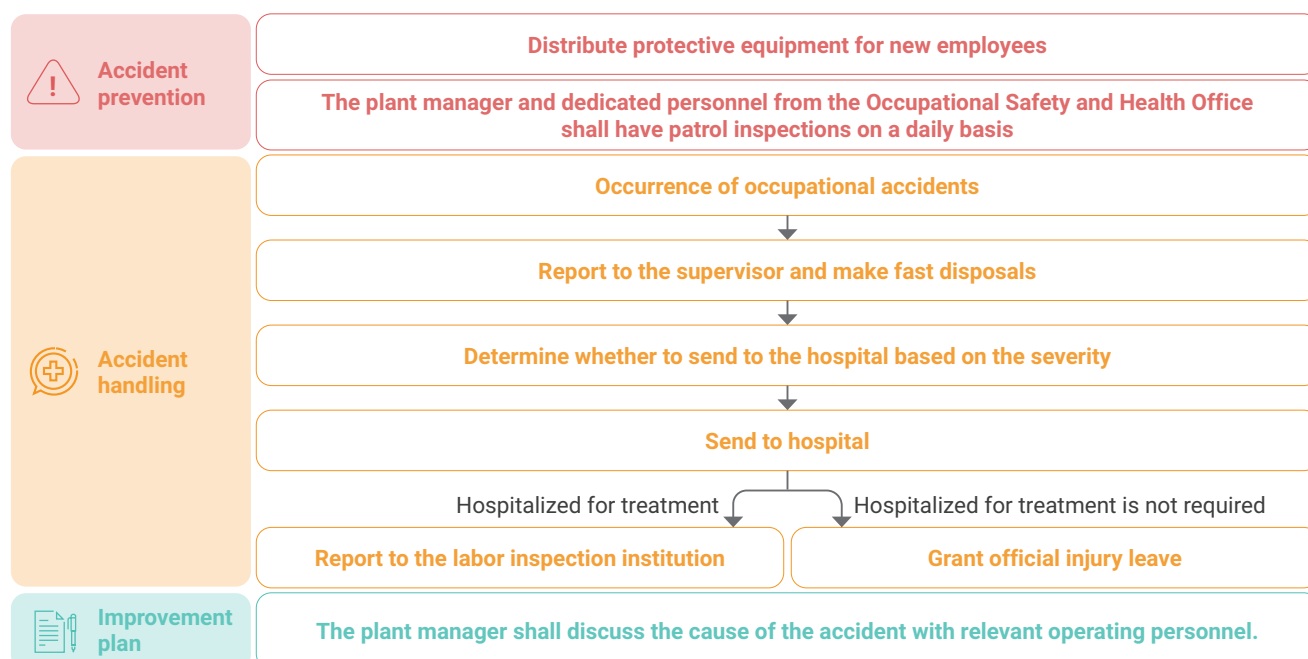 Accident
prevention
Distribute protective equipment for new employees
The plant manager and dedicated personnel from the Occupational Safety and Health Office
shall have patrol inspections on a daily basis
Accident
handling
Occurrence of occupational accidents
Report to the supervisor and make fast disposals
Determine whether to send to the hospital based on the severity
Send to hospital
Hospitalized for treatment
Hospitalized for treatment is not required
Report to the labor inspection institution
Grant official injury leave
Improvement
plan
The plant manager shall discuss the cause of the accident with relevant operating personnel.